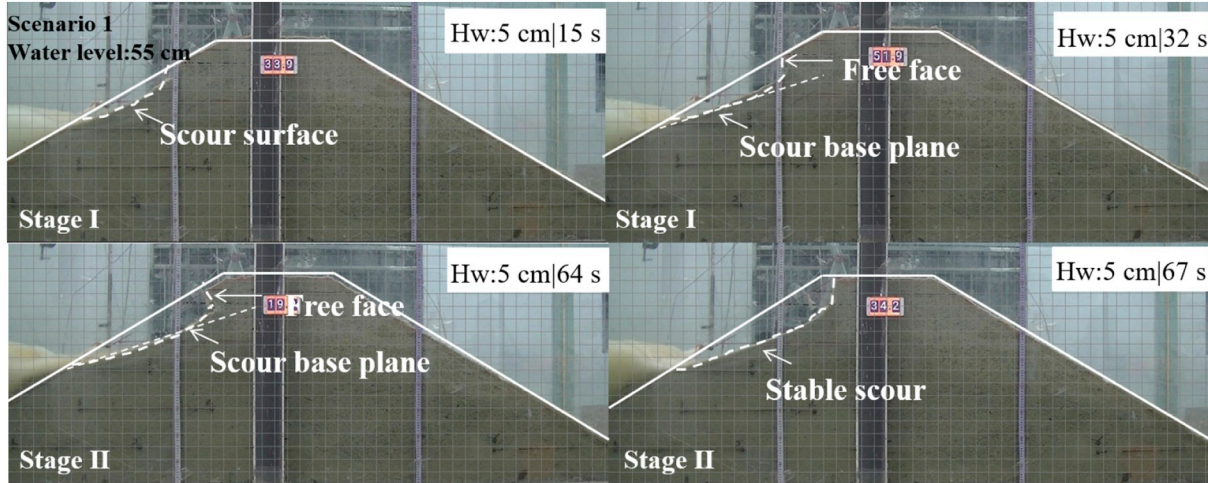 Scenario 1
Water level:55 cm
Hw:5 cm|15 s
33.9
Scour surface
Stage I
Hw:5 cm|32 s
51.9
Free face
Scour base plane
Stage I
Hw:5 cm|64 s
19.
Free face
Scour base plane
Stage II
Hw:5 cm|67 s
34.2
Stable scour
Stage II